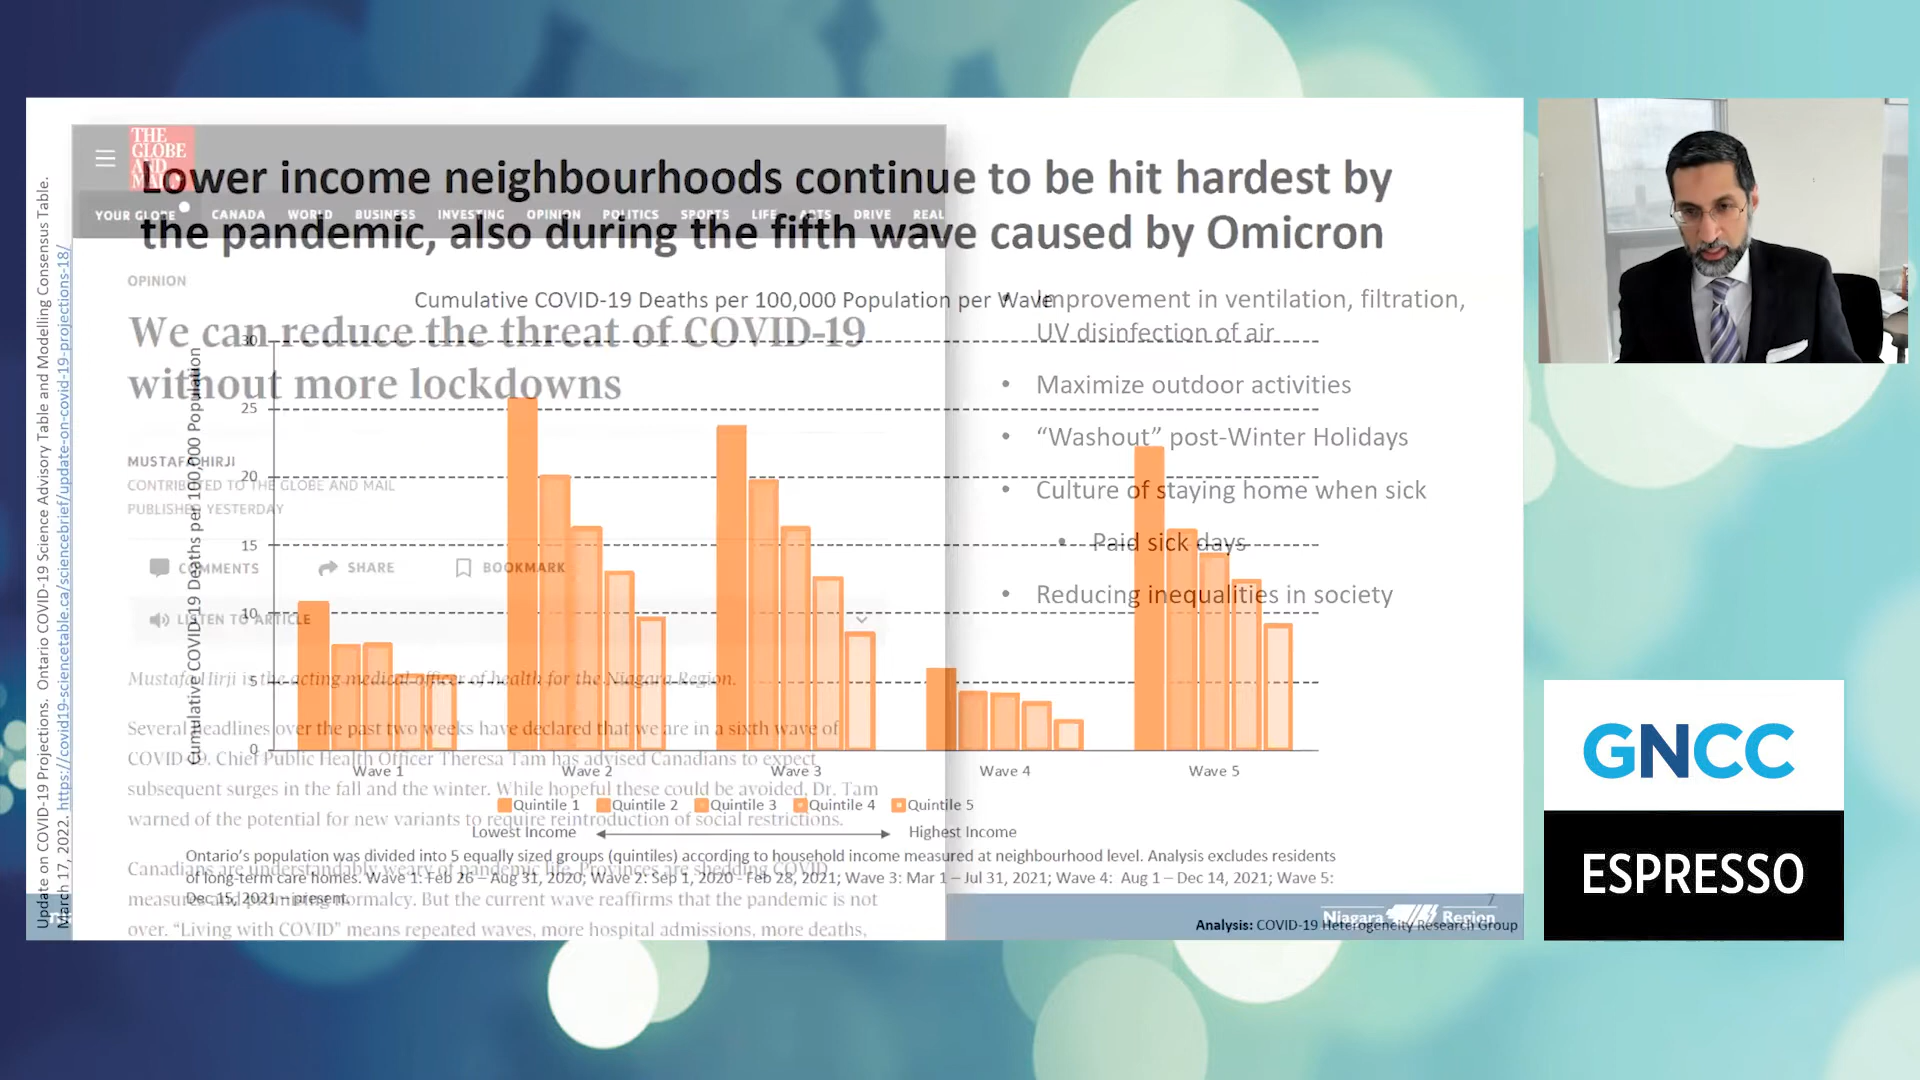 Lower income neighbourhoods continue to be hit hardest by
the pandemic, also during the fifth wave caused by Omicron
THE
GLOBE
AND
MAIL
YOUR GLOBE CANADA WORLD BUSINESS INVESTING OPINION POLITICS SPORTS LIFE ARTS DRIVE REAL
OPINION
We can reduce the threat of COVID-19
without more lockdowns
MUSTAFA HIRJI
CONTRIBUTED TO THE GLOBE AND MAIL
PUBLISHED YESTERDAY
COMMENTS SHARE BOOKMARK
LISTEN TO ARTICLE
Mustafa Hirji is the acting medical officer of health for the Niagara Region.
Several headlines over the past two weeks have declared that we are in a sixth wave of
COVID-19. Chief Public Health Officer Theresa Tam has advised Canadians to expect
subsequent surges in the fall and the winter. While hopeful these could be avoided, Dr. Tam
warned of the potential for new variants to require reintroduction of social restrictions.
Canadians are understandably weary of pandemic life. Provinces are shedding COVID
measures and promising normalcy. But the current wave reaffirms that the pandemic is not
over. “Living with COVID” means repeated waves, more hospital admissions, more deaths,
• Improvement in ventilation, filtration,
UV disinfection of air
• Maximize outdoor activities
• “Washout” post-Winter Holidays
• Culture of staying home when sick
• Paid sick days
• Reducing inequalities in society
Cumulative COVID-19 Deaths per 100,000 Population per Wave
Cumulative COVID-19 Deaths per 100,000 Population
30
25
20
15
10
5
0
Wave 1 Wave 2 Wave 3 Wave 4 Wave 5
Quintile 1 Quintile 2 Quintile 3 Quintile 4 Quintile 5
Lowest Income Highest Income
Ontario’s population was divided into 5 equally sized groups (quintiles) according to household income measured at neighbourhood level. Analysis excludes residents
of long-term care homes. Wave 1: Feb 26 – Aug 31, 2020; Wave 2: Sep 1, 2020 - Feb 28, 2021; Wave 3: Mar 1 – Jul 31, 2021; Wave 4: Aug 1 – Dec 14, 2021; Wave 5:
Dec 15, 2021 – present.
7
Niagara Region
Analysis: COVID-19 Heterogeneity Research Group
Update on COVID-19 Projections. Ontario COVID-19 Science Advisory Table and Modelling Consensus Table.
March 17, 2022. https://covid19-sciencetable.ca/sciencebrief/update-on-covid-19-projections-18/
GNCC
ESPRESSO